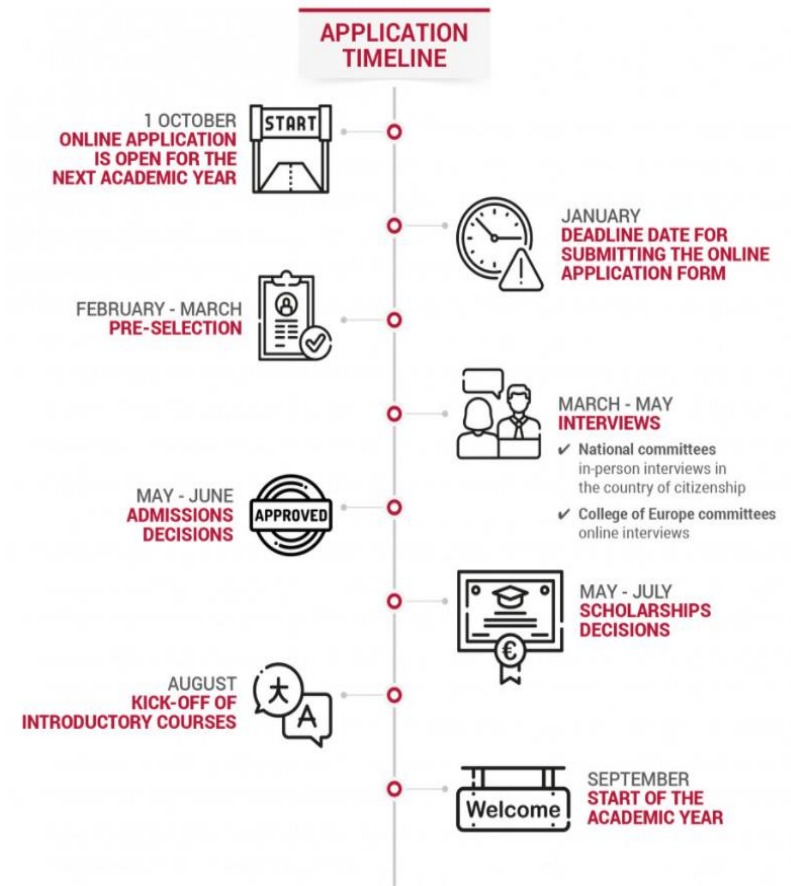 APPLICATION
TIMELINE
1 OCTOBER
ONLINE APPLICATION
IS OPEN FOR THE
NEXT ACADEMIC YEAR
START
JANUARY
DEADLINE DATE FOR
SUBMITTING THE ONLINE
APPLICATION FORM
FEBRUARY - MARCH
PRE-SELECTION
MARCH - MAY
INTERVIEWS
✔ National committees
in-person interviews in
the country of citizenship
✔ College of Europe committees
online interviews
MAY - JUNE
ADMISSIONS
DECISIONS
APPROVED
MAY - JULY
SCHOLARSHIPS
DECISIONS
€
AUGUST
KICK-OFF OF
INTRODUCTORY COURSES
大
A
SEPTEMBER
START OF THE
ACADEMIC YEAR
Welcome